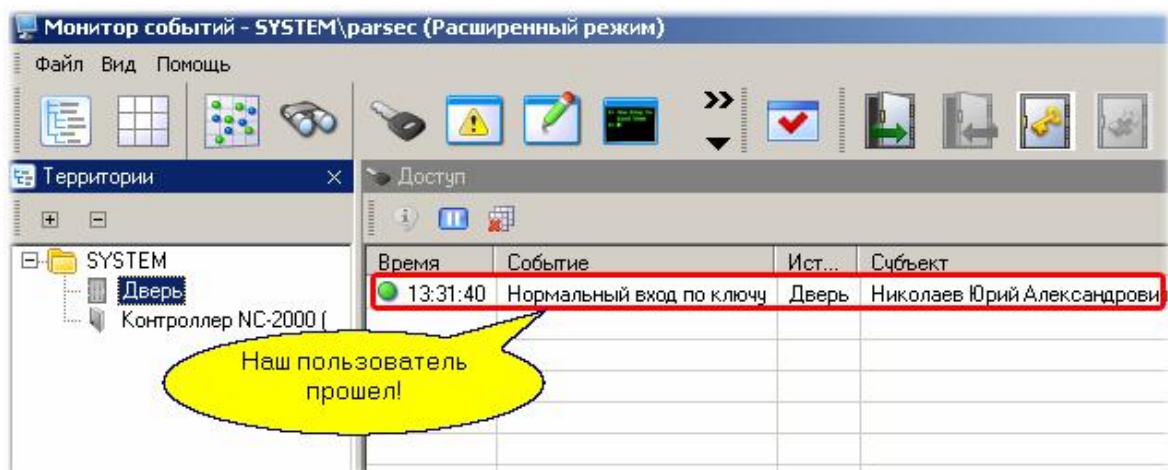 Монитор событий - SYSTEM\parsec (Расширенный режим)
Файл Вид Помощь
Территории
Доступ
SYSTEM
Дверь
Контроллер NC-2000 (
Время Событие Ист... Субъект
13:31:40 Нормальный вход по ключу Дверь Николаев Юрий Александрови
Наш пользователь
прошел!